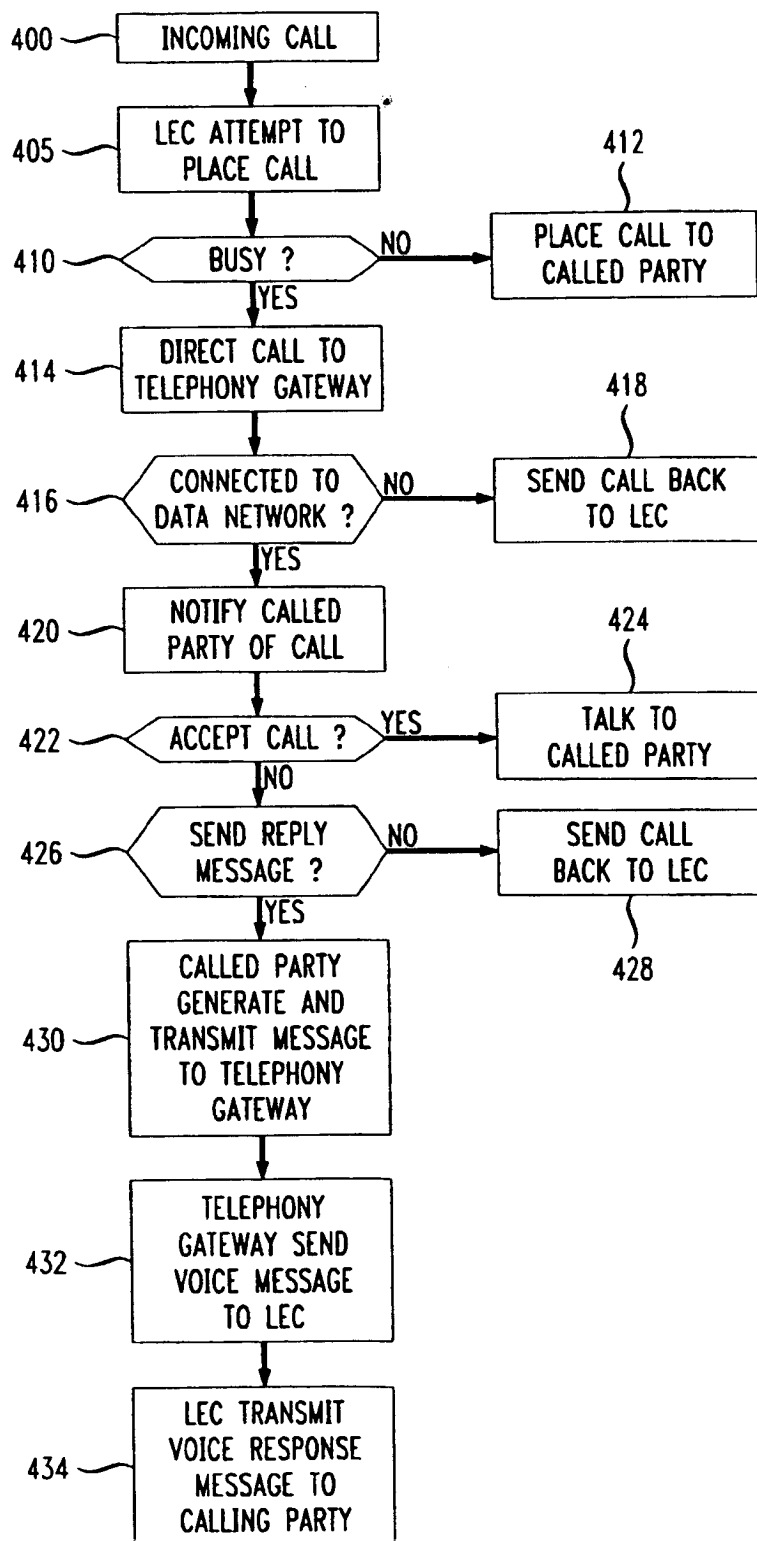 400
INCOMING CALL
405
LEC ATTEMPT TO
PLACE CALL
410
BUSY ?
NO
412
PLACE CALL TO
CALLED PARTY
YES
414
DIRECT CALL TO
TELEPHONY GATEWAY
416
CONNECTED TO
DATA NETWORK ?
NO
418
SEND CALL BACK
TO LEC
YES
420
NOTIFY CALLED
PARTY OF CALL
422
ACCEPT CALL ?
YES
424
TALK TO
CALLED PARTY
NO
426
SEND REPLY
MESSAGE ?
NO
SEND CALL
BACK TO LEC
428
YES
430
CALLED PARTY
GENERATE AND
TRANSMIT MESSAGE
TO TELEPHONY
GATEWAY
432
TELEPHONY
GATEWAY SEND
VOICE MESSAGE
TO LEC
434
LEC TRANSMIT
VOICE RESPONSE
MESSAGE TO
CALLING PARTY